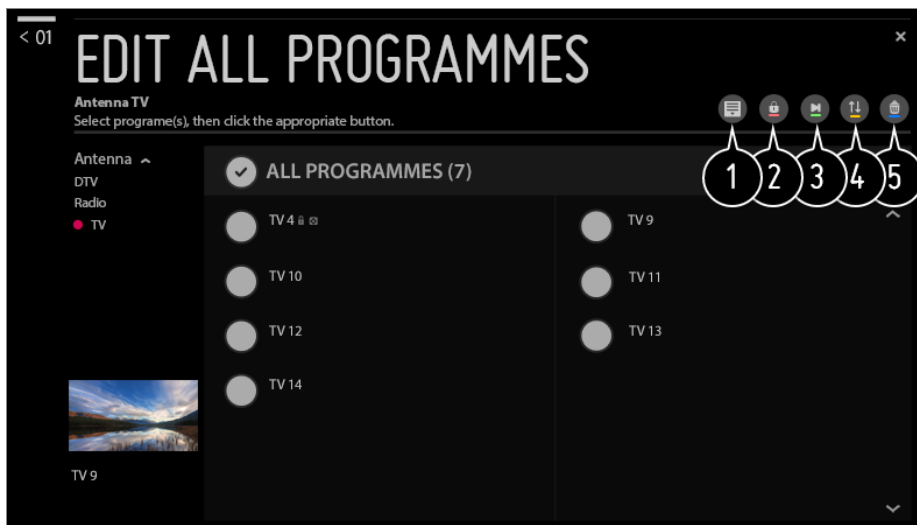 < 01
EDIT ALL PROGRAMMES
×
Antenna TV
Select programe(s), then click the appropriate button.
1 2 3 4 5
Antenna
DTV
Radio
TV
ALL PROGRAMMES (7)
TV 4
TV 9
TV 10
TV 11
TV 12
TV 13
TV 14
TV 9